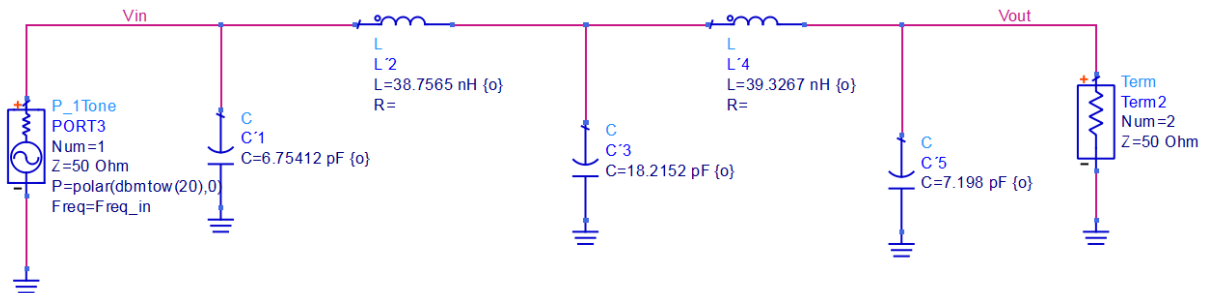 Vin
Vout
P_1Tone
PORT3
Num=1
Z=50 Ohm
P=polar(dbmtow(20),0)
Freq=Freq_in
C
C´1
C=6.75412 pF {o}
L
L´2
L=38.7565 nH {o}
R=
C
C´3
C=18.2152 pF {o}
L
L´4
L=39.3267 nH {o}
R=
C
C´5
C=7.198 pF {o}
Term
Term2
Num=2
Z=50 Ohm